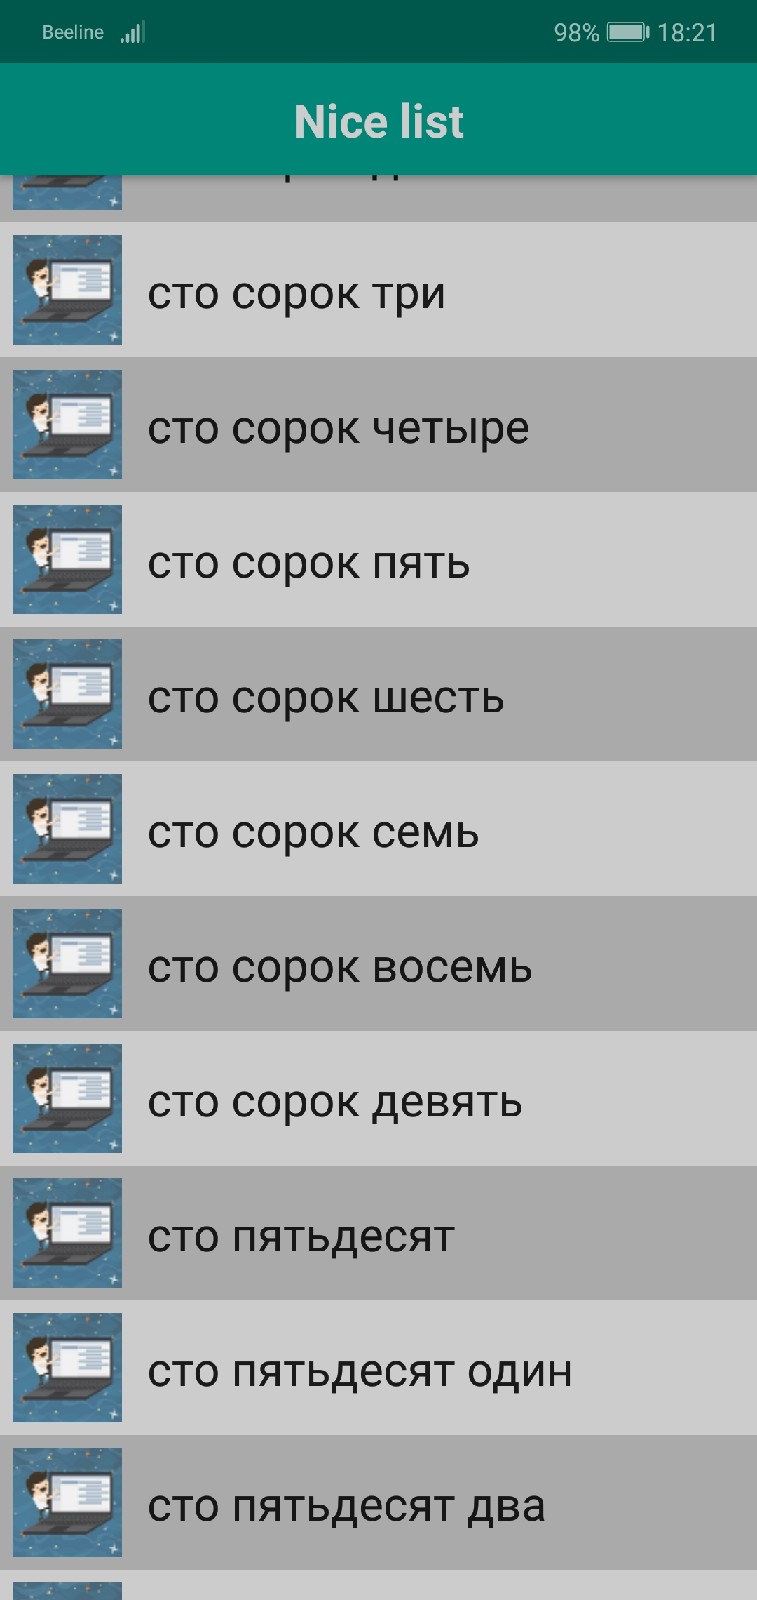 Beeline 98% 18:21
Nice list
сто сорок три
сто сорок четыре
сто сорок пять
сто сорок шесть
сто сорок семь
сто сорок восемь
сто сорок девять
сто пятьдесят
сто пятьдесят один
сто пятьдесят два